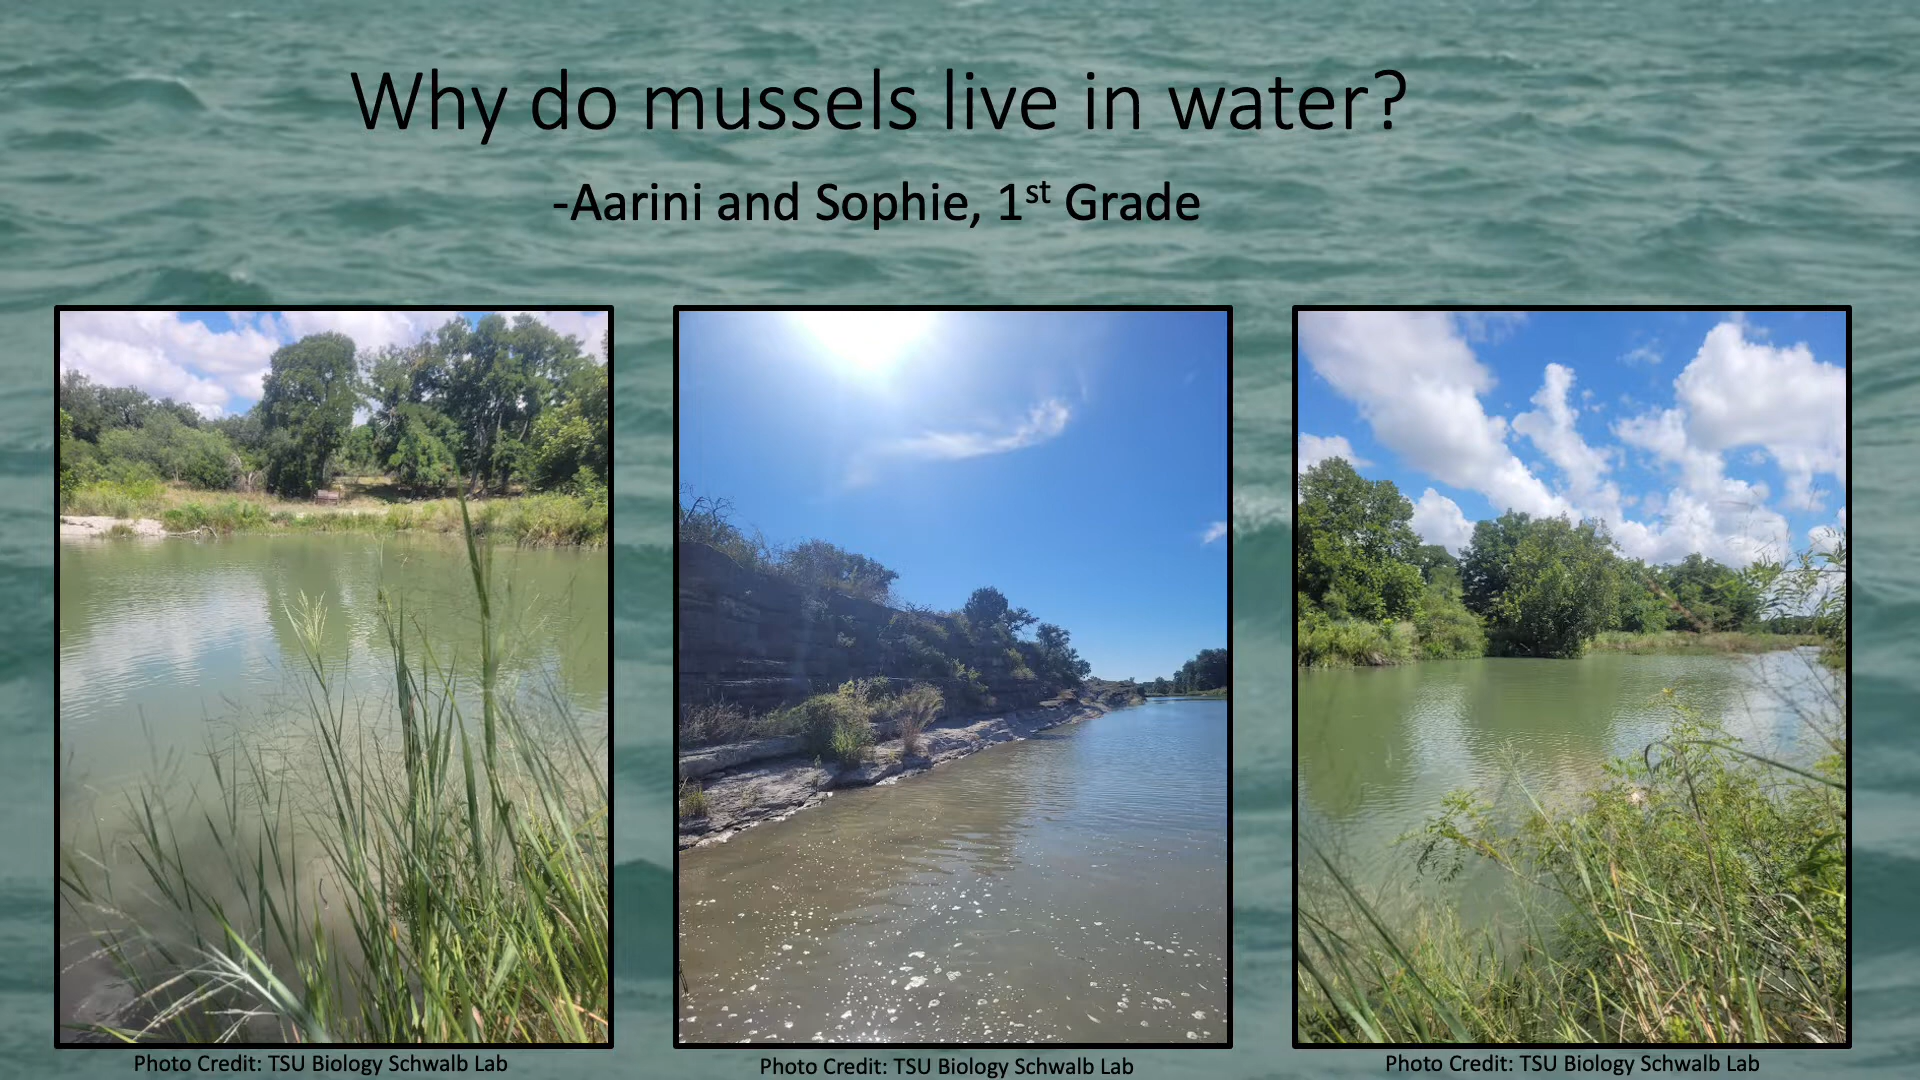 Why do mussels live in water?
-Aarini and Sophie, 1st Grade
Photo Credit: TSU Biology Schwalb Lab
Photo Credit: TSU Biology Schwalb Lab
Photo Credit: TSU Biology Schwalb Lab